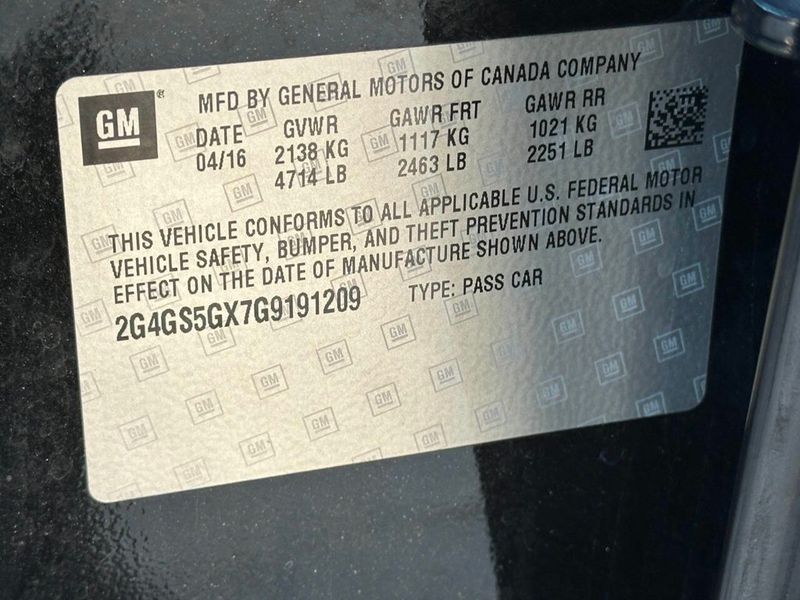 GM ®
MFD BY GENERAL MOTORS OF CANADA COMPANY
DATE GVWR GAWR FRT GAWR RR
04/16 2138 KG 1117 KG 1021 KG
4714 LB 2463 LB 2251 LB
THIS VEHICLE CONFORMS TO ALL APPLICABLE U.S. FEDERAL MOTOR
VEHICLE SAFETY, BUMPER, AND THEFT PREVENTION STANDARDS IN
EFFECT ON THE DATE OF MANUFACTURE SHOWN ABOVE.
2G4GS5GX7G9191209 TYPE: PASS CAR